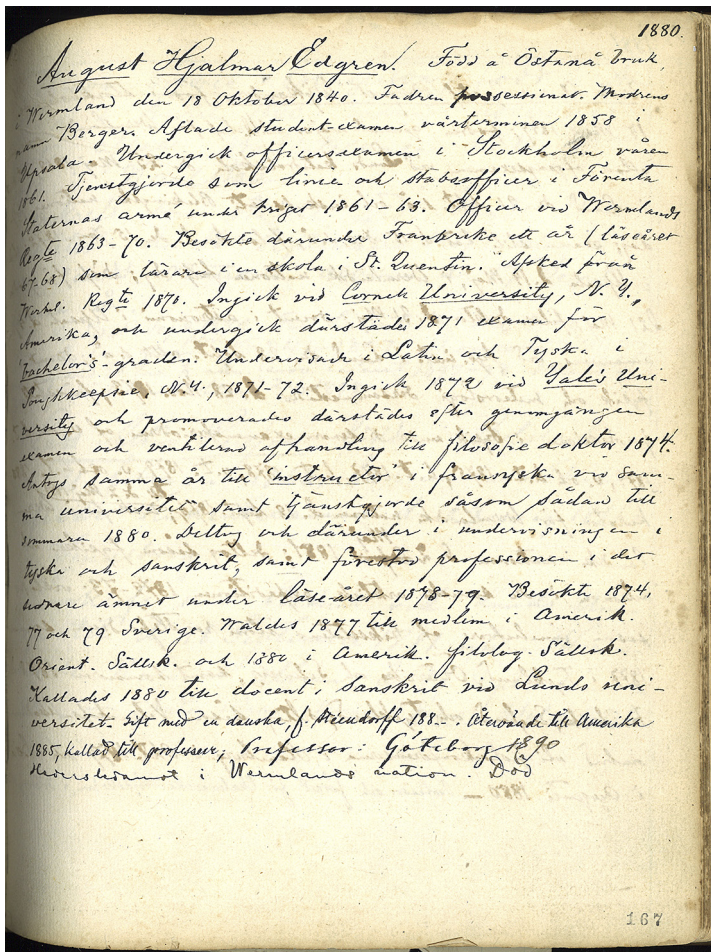 1880.
August Hjalmar Edgren. Född å Östanå bruk,
i Wermland den 18 Oktober 1840. Fadren possessionat. Modrens
namn Berger. Aflade student-examen vårterminen 1858 i
Upsala. Undergick officersexamen i Stockholm våren
1861. Tjenstgjorde som linie och stabsofficer i Förenta
Staternas armé under kriget 1861-63. Officer vid Wermlands
Regte 1863-70. Besökte därunder Frankrike ett år (läseåret
67-68) som lärare i en skola i St. Quentin. Afsked från
Werml. Regte 1870. Ingick vid Cornell University, N. Y.,
Amerika, och undergick därstädes 1871 examen för
bachelor's-graden. Undervisade i Latin och Tyska i
Poughkeepsie, N.Y., 1871-72. Ingick 1872 vid Yale's Uni-
versity och promoverades därstädes efter genomgången
examen och ventilerad afhandling till filosofie doktor 1874.
Antogs samma år till 'instructor' i fransyska vid sam-
ma universitet samt tjänstgjorde såsom sådan till
sommaren 1880. Deltog och därunder i undervisningen i
tyska och sanskrit, samt förestod professionen i det
sednare ämnet under läseåret 1878-79. Besökte 1874,
77 och 79 Sverige. Waldes 1877 till medlem i Amerik.
Orient. Sällsk. och 1880 i Amerik. filolog. Sällsk.
Kallades 1880 till docent i sanskrit vid Lunds uni-
versitet. Gift med en danska, f. Steendorff 188-. Återvände till Amerika
1885, kallad till professor; Professor i Göteborg 1890
Hedersledamot i Wermlands nation. Död
167